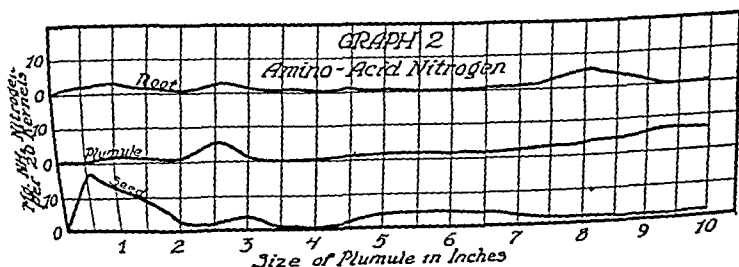 GRAPH 2
Amino-Acid Nitrogen
Mg. NH₂ Nitrogen
per 25 Kernels
10
Root
0
10
Plumule
0
Seed
10
0
1 2 3 4 5 6 7 8 9 10
Size of Plumule in Inches